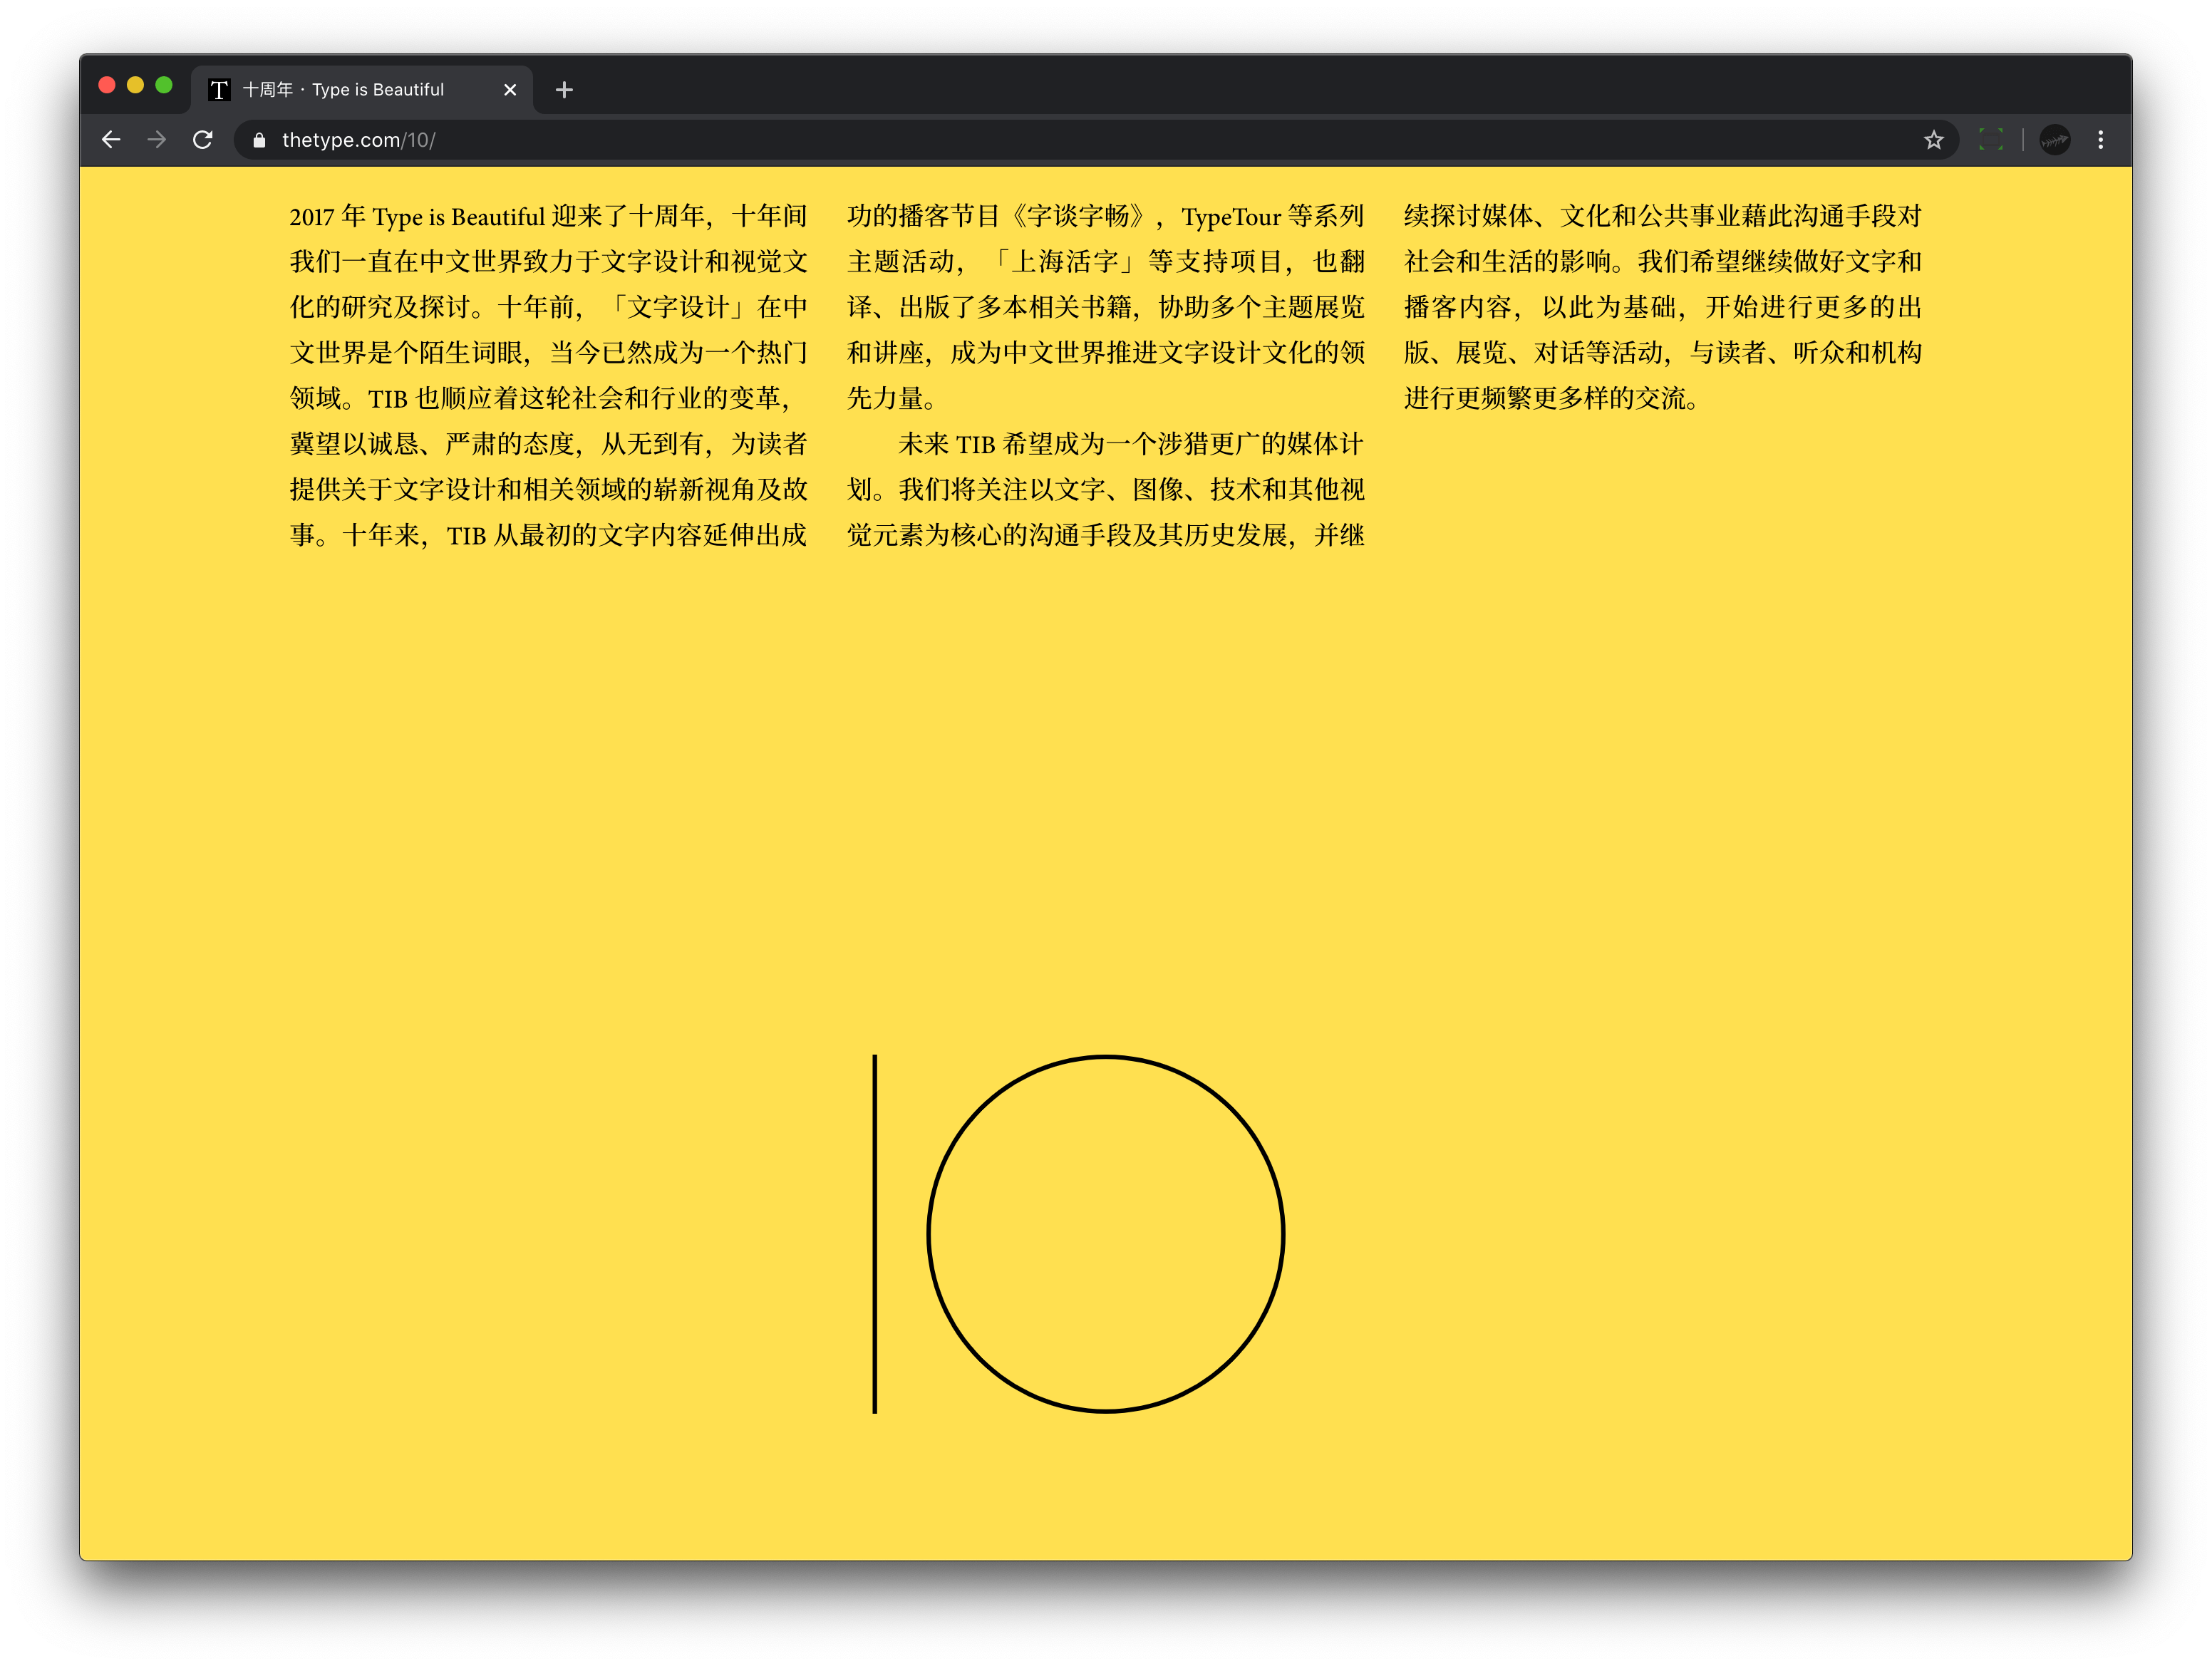 十周年 · Type is Beautiful
thetype.com/10/
2017 年 Type is Beautiful 迎来了十周年，十年间
我们一直在中文世界致力于文字设计和视觉文
化的研究及探讨。十年前，「文字设计」在中
文世界是个陌生词眼，当今已然成为一个热门
领域。TIB 也顺应着这轮社会和行业的变革，
冀望以诚恳、严肃的态度，从无到有，为读者
提供关于文字设计和相关领域的崭新视角及故
事。十年来，TIB 从最初的文字内容延伸出成
功的播客节目《字谈字畅》，TypeTour 等系列
主题活动，「上海活字」等支持项目，也翻
译、出版了多本相关书籍，协助多个主题展览
和讲座，成为中文世界推进文字设计文化的领
先力量。
未来 TIB 希望成为一个涉猎更广的媒体计
划。我们将关注以文字、图像、技术和其他视
觉元素为核心的沟通手段及其历史发展，并继
续探讨媒体、文化和公共事业藉此沟通手段对
社会和生活的影响。我们希望继续做好文字和
播客内容，以此为基础，开始进行更多的出
版、展览、对话等活动，与读者、听众和机构
进行更频繁更多样的交流。
10